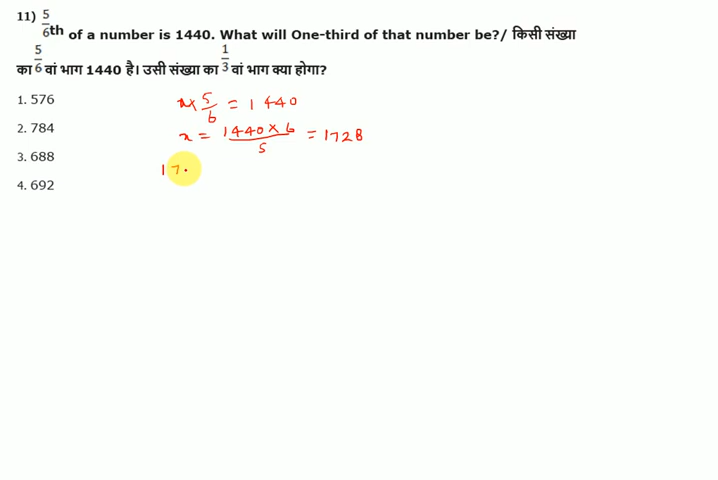 11) 5/6th of a number is 1440. What will One-third of that number be?/ किसी संख्या
का 5/6 वां भाग 1440 है। उसी संख्या का 1/3 वां भाग क्या होगा?
1. 576
x × 5/6 = 1440
2. 784
x = 1440 × 6 / 5 = 1728
3. 688
17
4. 692